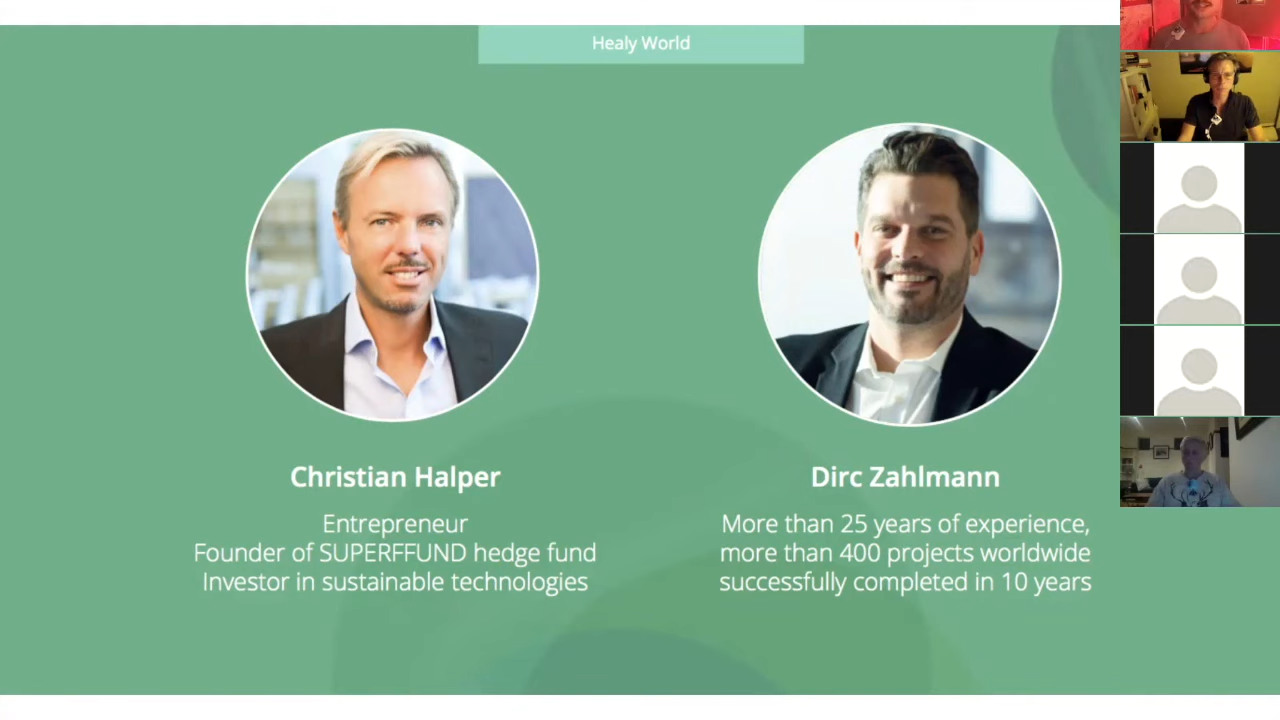 Healy World
Christian Halper
Entrepreneur
Founder of SUPERFFUND hedge fund
Investor in sustainable technologies
Dirc Zahlmann
More than 25 years of experience,
more than 400 projects worldwide
successfully completed in 10 years